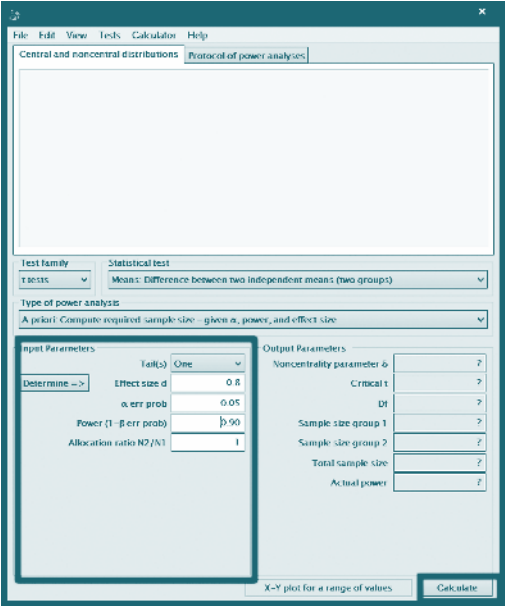 File Edit View Tests Calculator Help
Central and noncentral distributions Protocol of power analyses
Test family Statistical test
t tests Means: Difference between two independent means (two groups)
Type of power analysis
A priori: Compute required sample size – given α, power, and effect size
Input Parameters Output Parameters
Tail(s) One Noncentrality parameter δ ?
Determine => Effect size d 0.8 Critical t ?
α err prob 0.05 Df ?
Power (1-β err prob) 0.90 Sample size group 1 ?
Allocation ratio N2/N1 1 Sample size group 2 ?
Total sample size ?
Actual power ?
X-Y plot for a range of values Calculate